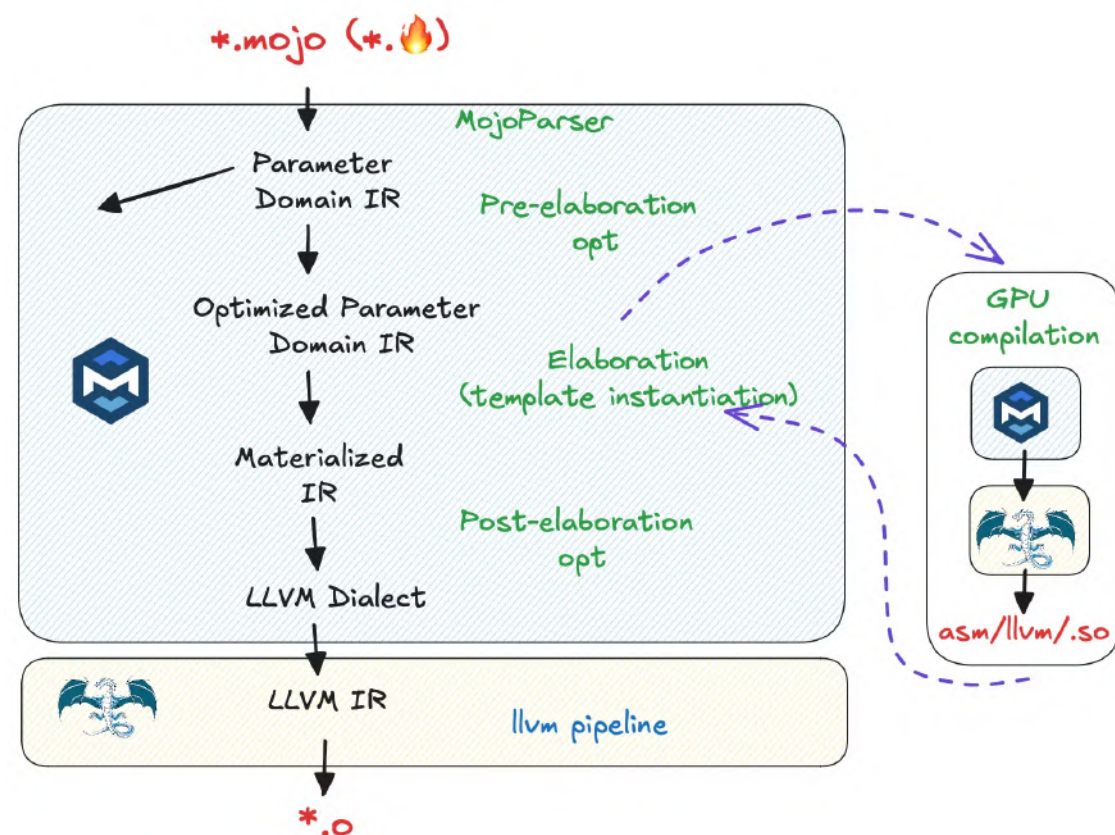 *.mojo (*.🔥)
MojoParser
Parameter
Domain IR
Pre-elaboration
opt
Optimized Parameter
Domain IR
Elaboration
(template instantiation)
Materialized
IR
Post-elaboration
opt
LLVM Dialect
LLVM IR
llvm pipeline
*.o
GPU
compilation
asm/llvm/.so